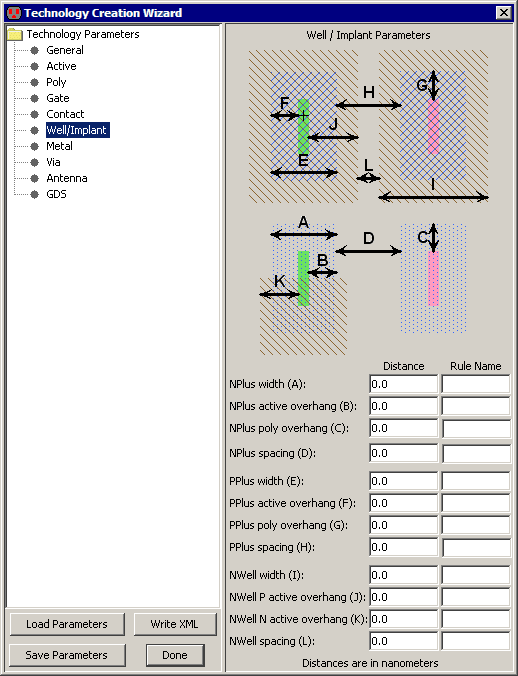 Technology Creation Wizard
Technology Parameters
General
Active
Poly
Gate
Contact
Well/Implant
Metal
Via
Antenna
GDS
Load Parameters
Write XML
Save Parameters
Done
Well / Implant Parameters
H
G
F
J
E
L
I
A
C
D
B
K
Distance Rule Name
NPlus width (A): 0.0
NPlus active overhang (B): 0.0
NPlus poly overhang (C): 0.0
NPlus spacing (D): 0.0
PPlus width (E): 0.0
PPlus active overhang (F): 0.0
PPlus poly overhang (G): 0.0
PPlus spacing (H): 0.0
NWell width (I): 0.0
NWell P active overhang (J): 0.0
NWell N active overhang (K): 0.0
NWell spacing (L): 0.0
Distances are in nanometers